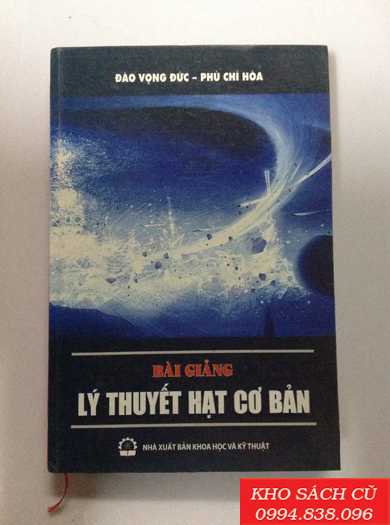 ĐÀO VỌNG ĐỨC – PHÙ CHÍ HÒA
BÀI GIẢNG
LÝ THUYẾT HẠT CƠ BẢN
NHÀ XUẤT BẢN KHOA HỌC VÀ KỸ THUẬT
KHO SÁCH CŨ
0994.838.096